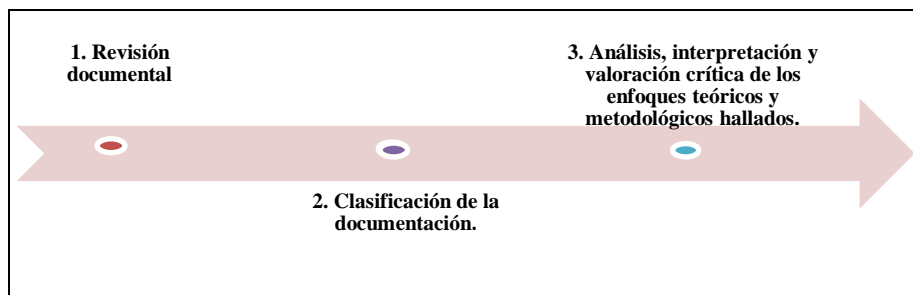 1. Revisión
documental
2. Clasificación de la
documentación.
3. Análisis, interpretación y
valoración crítica de los
enfoques teóricos y
metodológicos hallados.